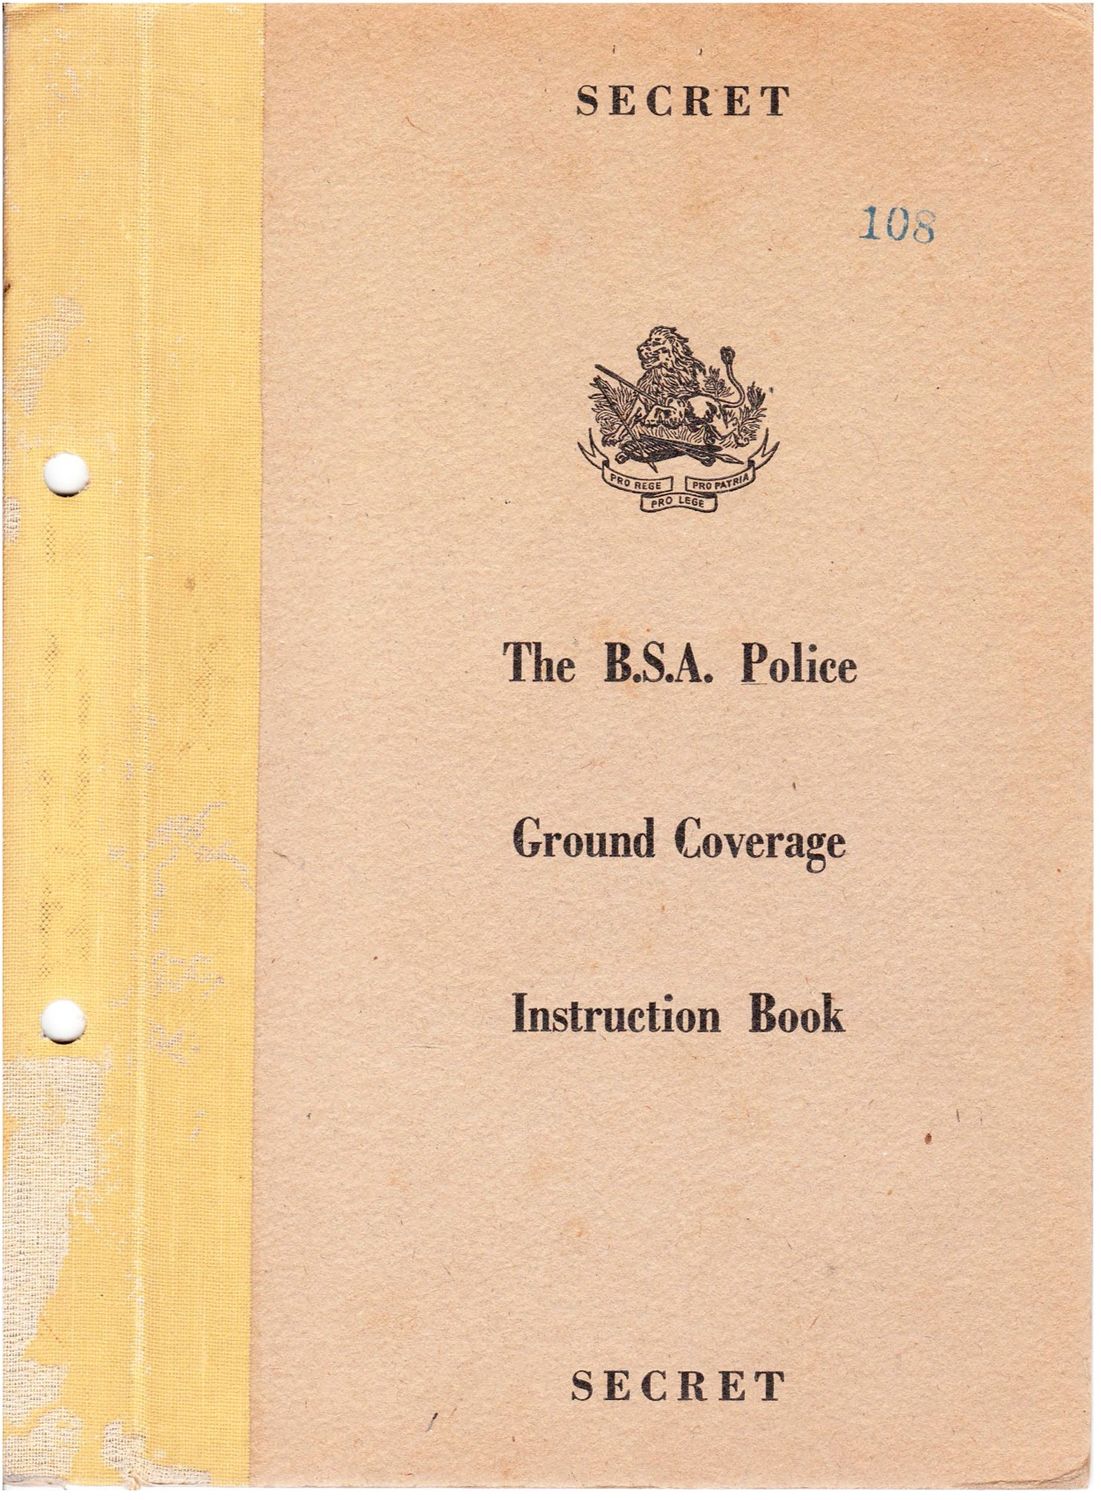 SECRET
108
PRO REGE PRO PATRIA
PRO LEGE
The B.S.A. Police
Ground Coverage
Instruction Book
SECRET